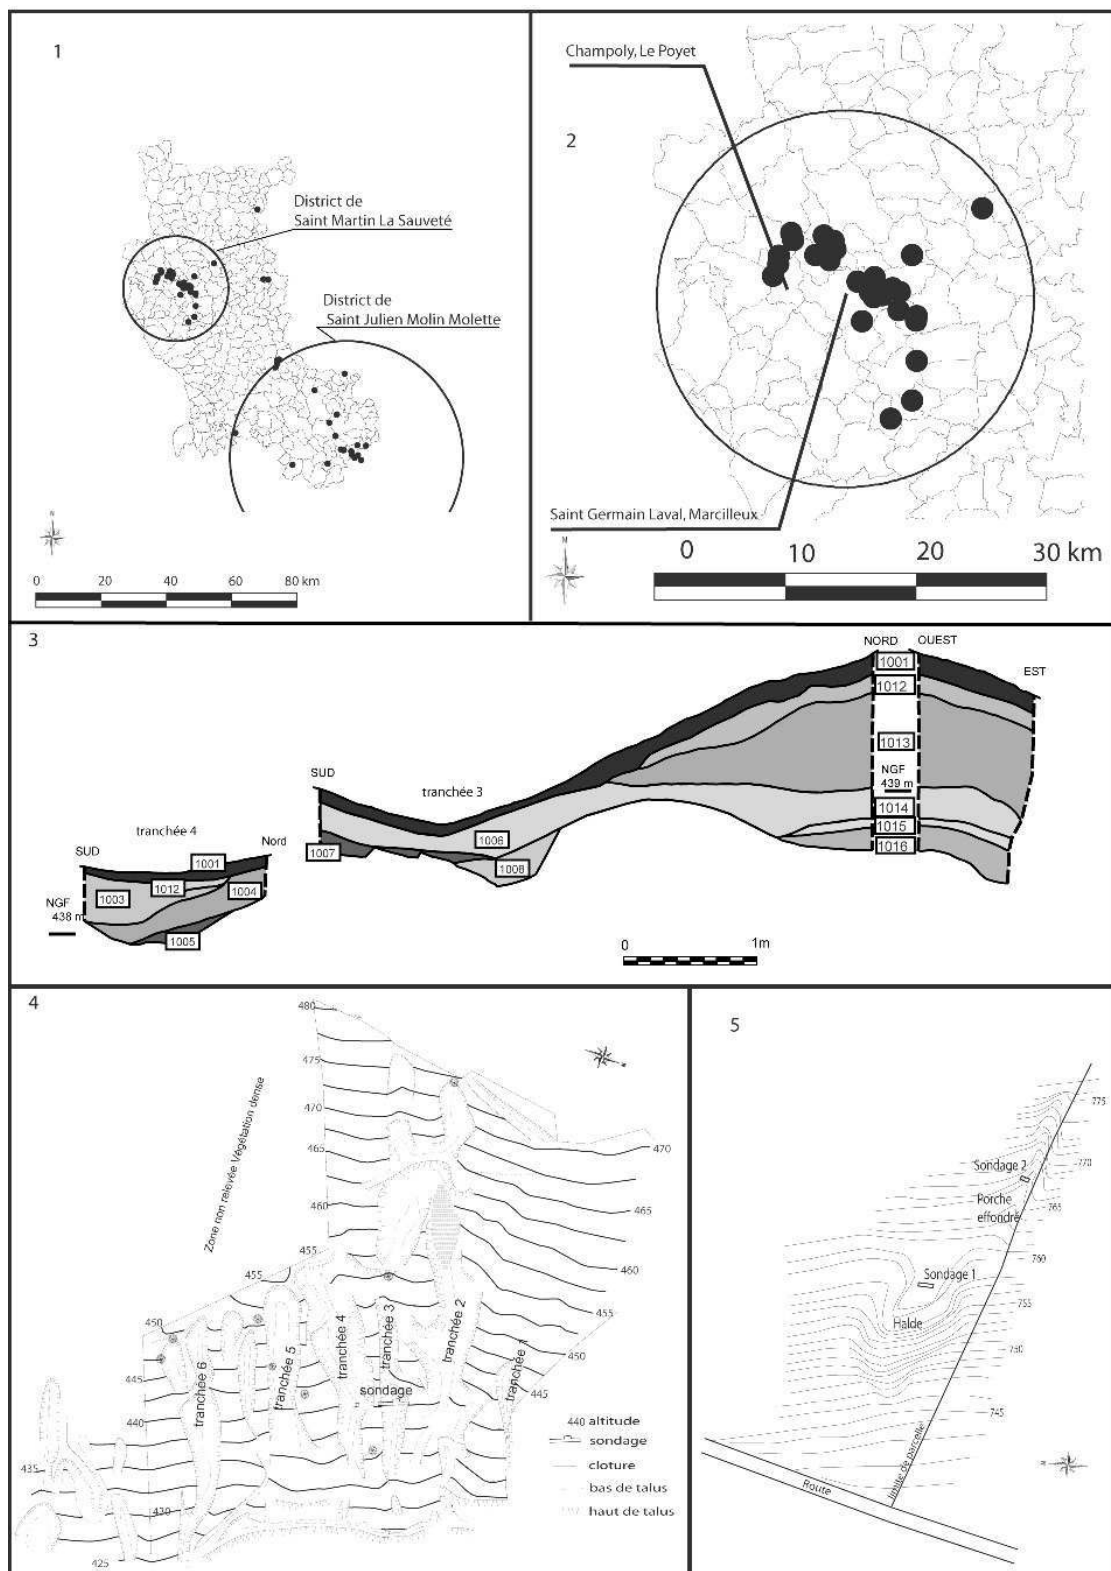 1
District de
Saint Martin La Sauveté
District de
Saint Julien Molin Molette
N
0 20 40 60 80 km
2
Champoly, Le Poyet
Saint Germain Laval, Marcilleux
N
0 10 20 30 km
3
NORD OUEST
1001
EST
1012
1013
SUD
NGF
439 m
tranchée 3
1014
1015
1016
1006
1007
1008
tranchée 4
Nord
SUD
1001
1012
1003
1004
NGF
438 m
1005
0 1m
4
480
475
470
465
460
455
455
450
445
440
435
430
425
470
460
455
450
445
Zone non relevée Végétation dense
tranchée 6
tranchée 5
tranchée 4
tranchée 3
tranchée 2
tranchée 1
sondage
440 altitude
sondage
cloture
bas de talus
haut de talus
5
775
Sondage 2
770
Porche
effondré
765
760
Sondage 1
755
Halde
750
745
limite de parcelle
Route